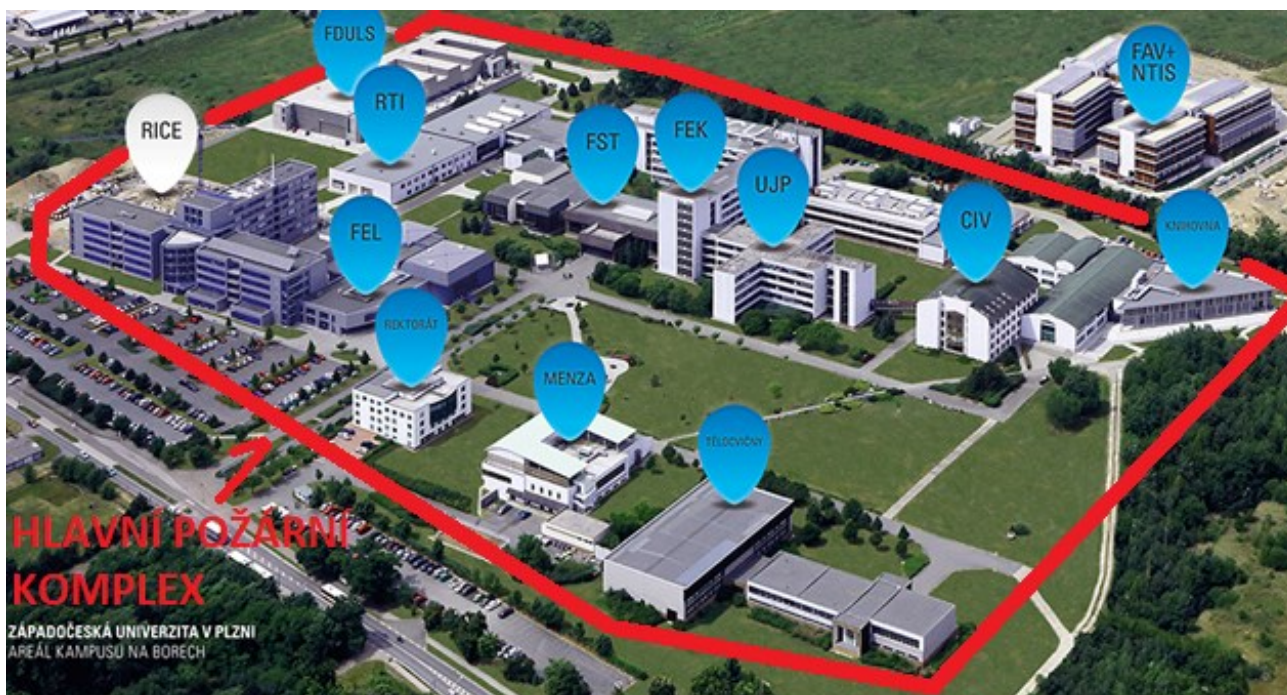 FDULS
RICE
RTI
FST
FEK
FAV+
NTIS
UJP
FEL
CIV
KNIHOVNA
REKTORÁT
MENZA
TĚLOCVIČNY
HLAVNÍ POŽÁRNÍ
KOMPLEX
ZÁPADOČESKÁ UNIVERZITA V PLZNI
AREÁL KAMPUSU NA BORECH